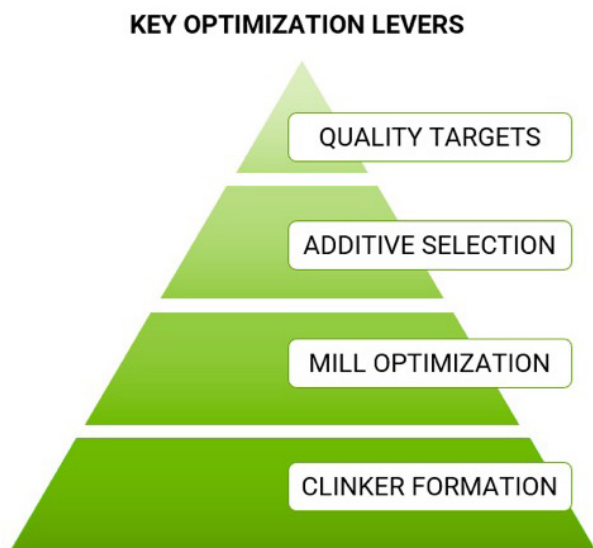 KEY OPTIMIZATION LEVERS
QUALITY TARGETS
ADDITIVE SELECTION
MILL OPTIMIZATION
CLINKER FORMATION